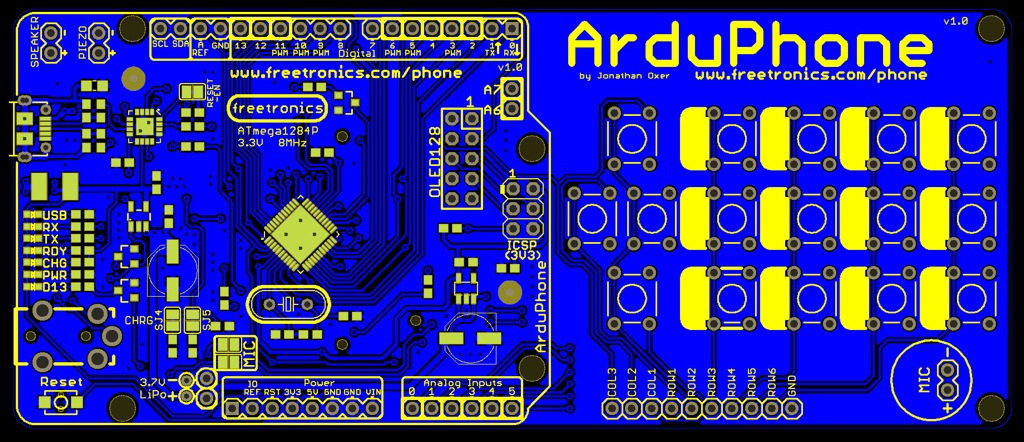 SPEAKER
PIEZO
SCL SDA
A
REF
GND 13 12 11 10 9 8
PWM PWM PWM
Digital
7 6 5 4 3 2 1 0
PWM PWM PWM TX RX
v1.0
v1.0
ArduPhone
by Jonathan Oxer
www.freetronics.com/phone
www.freetronics.com/phone
freetronics
ATmega1284P
3.3V 8MHz
RESET
-EN
A7
A6
1
OLED128
1
ICSP
(3V3)
ArduPhone
USB
RX
TX
RDY
CHG
PWR
D13
CHRG
SJ4
SJ5
MIC
Reset
3.7V
LiPo+
IO
REF RST 3V3 5V GND GND VIN
Power
Analog Inputs
0 1 2 3 4 5
COL3
COL2
COL1
ROW1
ROW2
ROW3
ROW4
ROW5
ROW6
GND
MIC
-
+